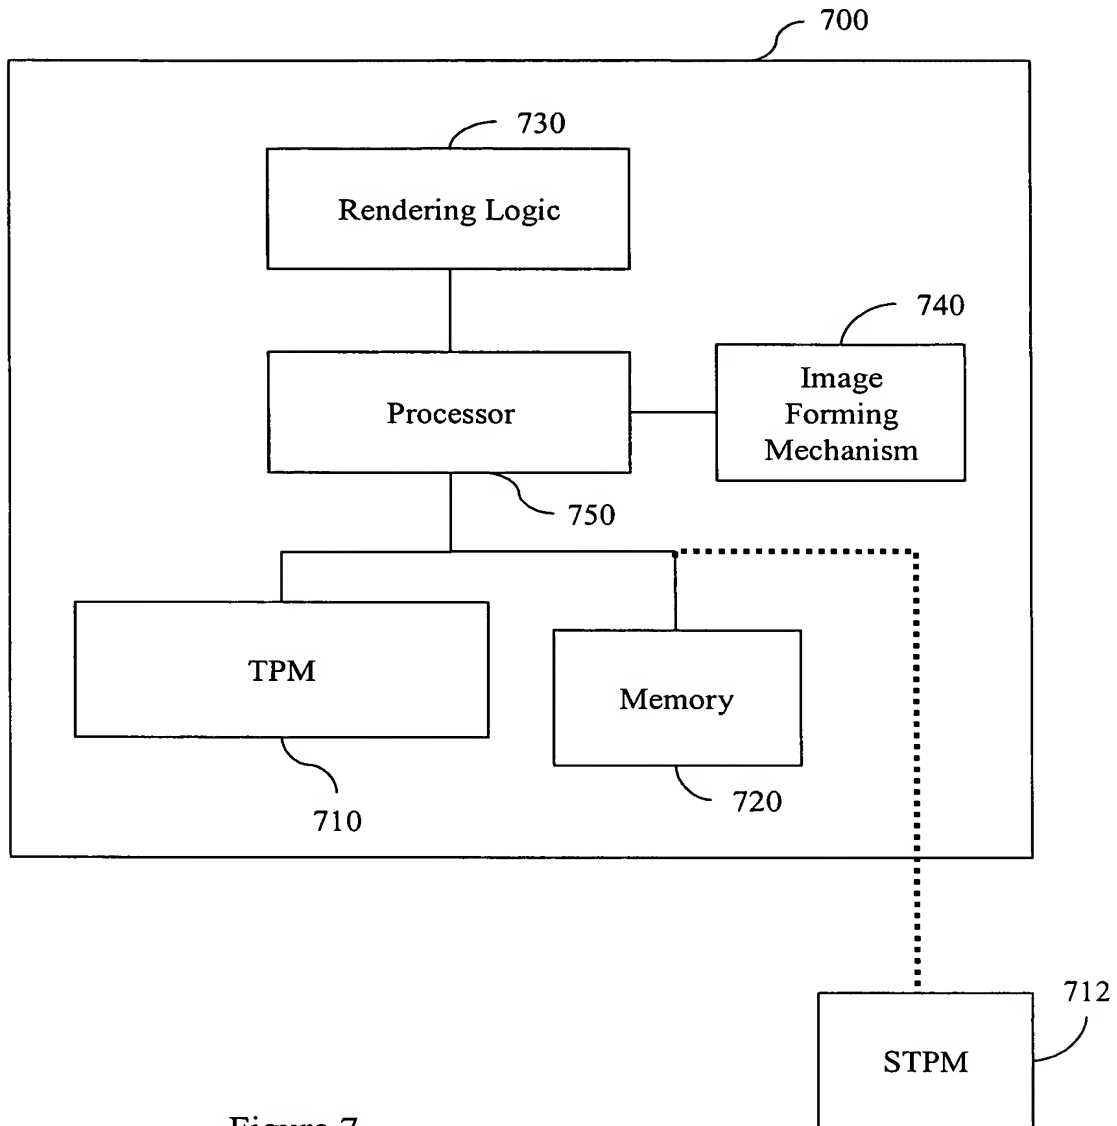 700
730
Rendering Logic
740
Image
Forming
Mechanism
Processor
750
TPM
Memory
720
710
712
STPM
Figure 7